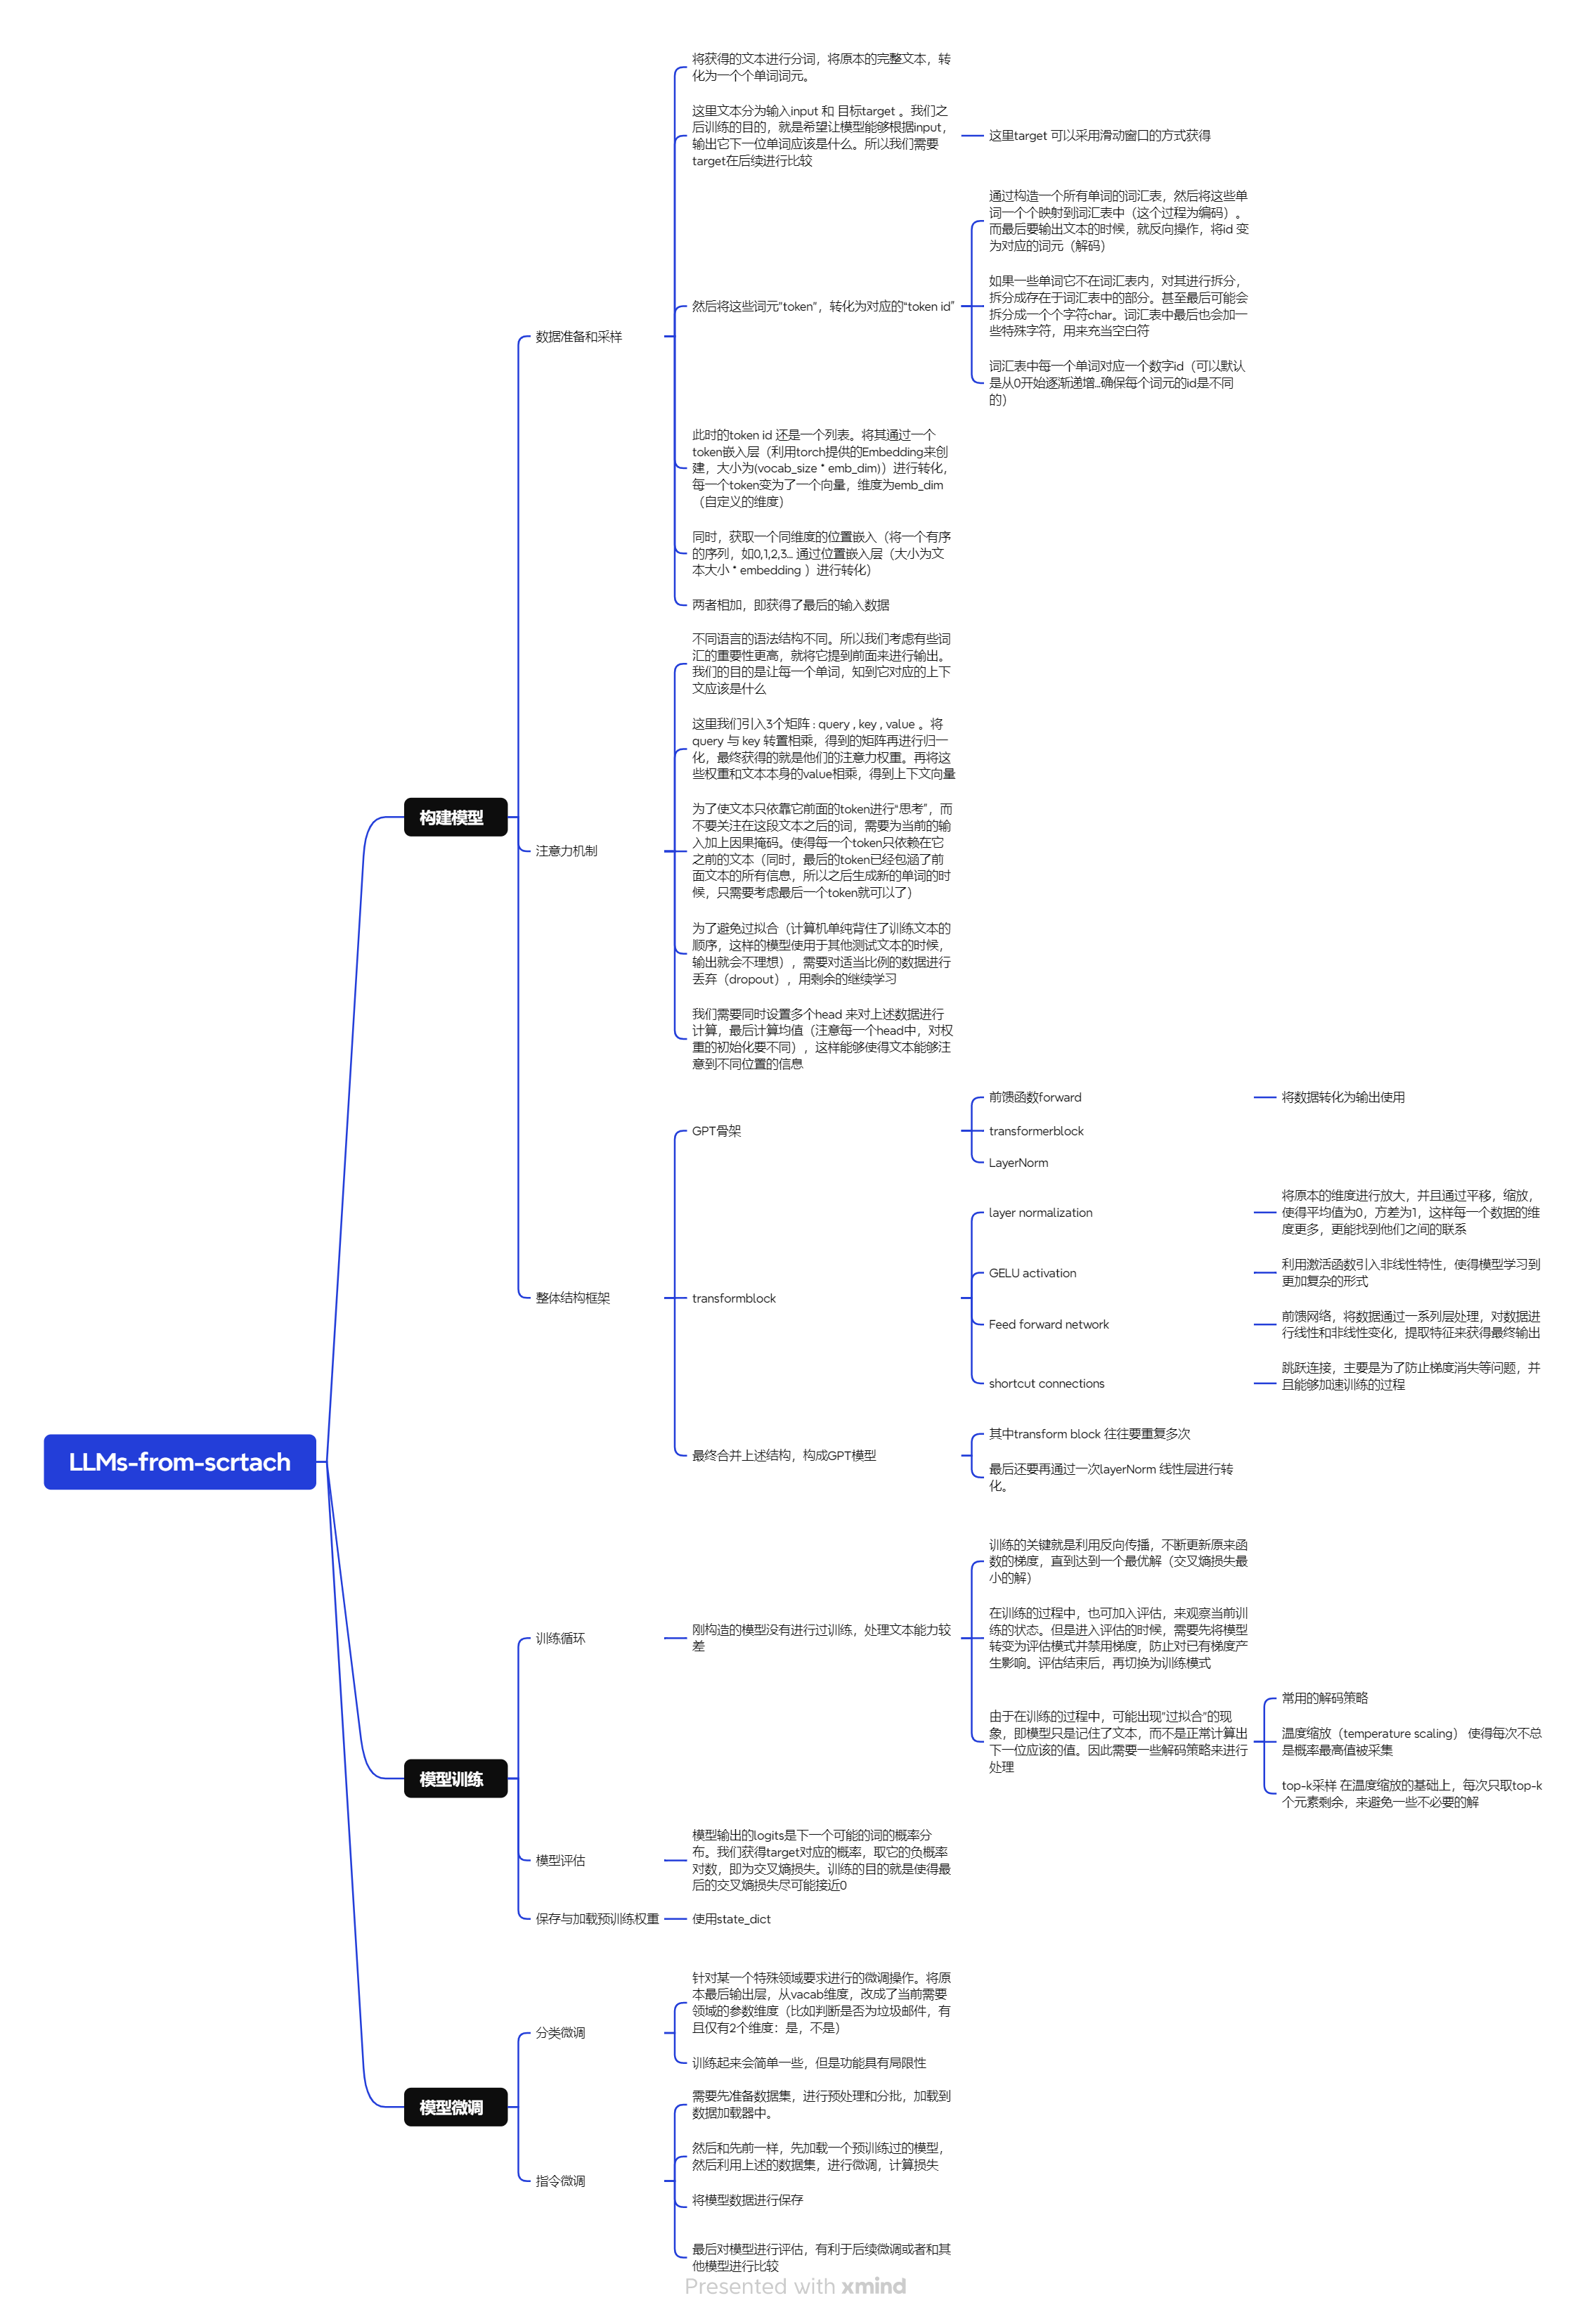 将获得的文本进行分词，将原本的完整文本，转
化为一个个单词词元。
这里文本分为输入input 和 目标target 。我们之
后训练的目的，就是希望让模型能够根据input，
输出它下一位单词应该是什么。所以我们需要
target在后续进行比较
这里target 可以采用滑动窗口的方式获得
通过构造一个所有单词的词汇表，然后将这些单
词一个个映射到词汇表中（这个过程为编码）。
而最后要输出文本的时候，就反向操作，将id 变
为对应的词元（解码）
如果一些单词它不在词汇表内，对其进行拆分，
拆分成存在于词汇表中的部分。甚至最后可能会
拆分成一个个字符char。词汇表中最后也会加一
些特殊字符，用来充当空白符
然后将这些词元“token”，转化为对应的“token id”
词汇表中每一个单词对应一个数字id（可以默认
是从0开始逐渐递增...确保每个词元的id是不同
的）
数据准备和采样
此时的token id 还是一个列表。将其通过一个
token嵌入层（利用torch提供的Embedding来创
建，大小为(vocab_size * emb_dim)）进行转化，
每一个token变为了一个向量，维度为emb_dim
（自定义的维度）
同时，获取一个同维度的位置嵌入（将一个有序
的序列，如0,1,2,3... 通过位置嵌入层（大小为文
本大小 * embedding ）进行转化）
两者相加，即获得了最后的输入数据
不同语言的语法结构不同。所以我们考虑有些词
汇的重要性更高，就将它提到前面来进行输出。
我们的目的是让每一个单词，知到它对应的上下
文应该是什么
这里我们引入3个矩阵 : query , key , value 。将
query 与 key 转置相乘，得到的矩阵再进行归一
化，最终获得的就是他们的注意力权重。再将这
些权重和文本本身的value相乘，得到上下文向量
构建模型
注意力机制
为了使文本只依靠它前面的token进行“思考”，而
不要关注在这段文本之后的词，需要为当前的输
入加上因果掩码。使得每一个token只依赖在它
之前的文本（同时，最后的token已经包涵了前
面文本的所有信息，所以之后生成新的单词的时
候，只需要考虑最后一个token就可以了）
为了避免过拟合（计算机单纯背住了训练文本的
顺序，这样的模型使用于其他测试文本的时候，
输出就会不理想），需要对适当比例的数据进行
丢弃（dropout），用剩余的继续学习
我们需要同时设置多个head 来对上述数据进行
计算，最后计算均值（注意每一个head中，对权
重的初始化要不同），这样能够使得文本能够注
意到不同位置的信息
GPT骨架
前馈函数forward
将数据转化为输出使用
transformerblock
LayerNorm
layer normalization
将原本的维度进行放大，并且通过平移，缩放，
使得平均值为0，方差为1，这样每一个数据的维
度更多，更能找到他们之间的联系
GELU activation
利用激活函数引入非线性特性，使得模型学习到
更加复杂的形式
整体结构框架
transformblock
Feed forward network
前馈网络，将数据通过一系列层处理，对数据进
行线性和非线性变化，提取特征来获得最终输出
shortcut connections
跳跃连接，主要是为了防止梯度消失等问题，并
且能够加速训练的过程
最终合并上述结构，构成GPT模型
其中transform block 往往要重复多次
最后还要再通过一次layerNorm 线性层进行转
化。
LLMs-from-scrtach
训练的关键就是利用反向传播，不断更新原来函
数的梯度，直到达到一个最优解（交叉熵损失最
小的解）
训练循环
刚构造的模型没有进行过训练，处理文本能力较
差
在训练的过程中，也可加入评估，来观察当前训
练的状态。但是进入评估的时候，需要先将模型
转变为评估模式并禁用梯度，防止对已有梯度产
生影响。评估结束后，再切换为训练模式
由于在训练的过程中，可能出现“过拟合”的现
象，即模型只是记住了文本，而不是正常计算出
下一位应该的值。因此需要一些解码策略来进行
处理
常用的解码策略
温度缩放（temperature scaling） 使得每次不总
是概率最高值被采集
top-k采样 在温度缩放的基础上，每次只取top-k
个元素剩余，来避免一些不必要的解
模型训练
模型评估
模型输出的logits是下一个可能的词的概率分
布。我们获得target对应的概率，取它的负概率
对数，即为交叉熵损失。训练的目的就是使得最
后的交叉熵损失尽可能接近0
保存与加载预训练权重
使用state_dict
分类微调
针对某一个特殊领域要求进行的微调操作。将原
本最后输出层，从vacab维度，改成了当前需要
领域的参数维度（比如判断是否为垃圾邮件，有
且仅有2个维度：是，不是）
训练起来会简单一些，但是功能具有局限性
模型微调
指令微调
需要先准备数据集，进行预处理和分批，加载到
数据加载器中。
然后和先前一样，先加载一个预训练过的模型，
然后利用上述的数据集，进行微调，计算损失
将模型数据进行保存
最后对模型进行评估，有利于后续微调或者和其
他模型进行比较
Presented with xmind